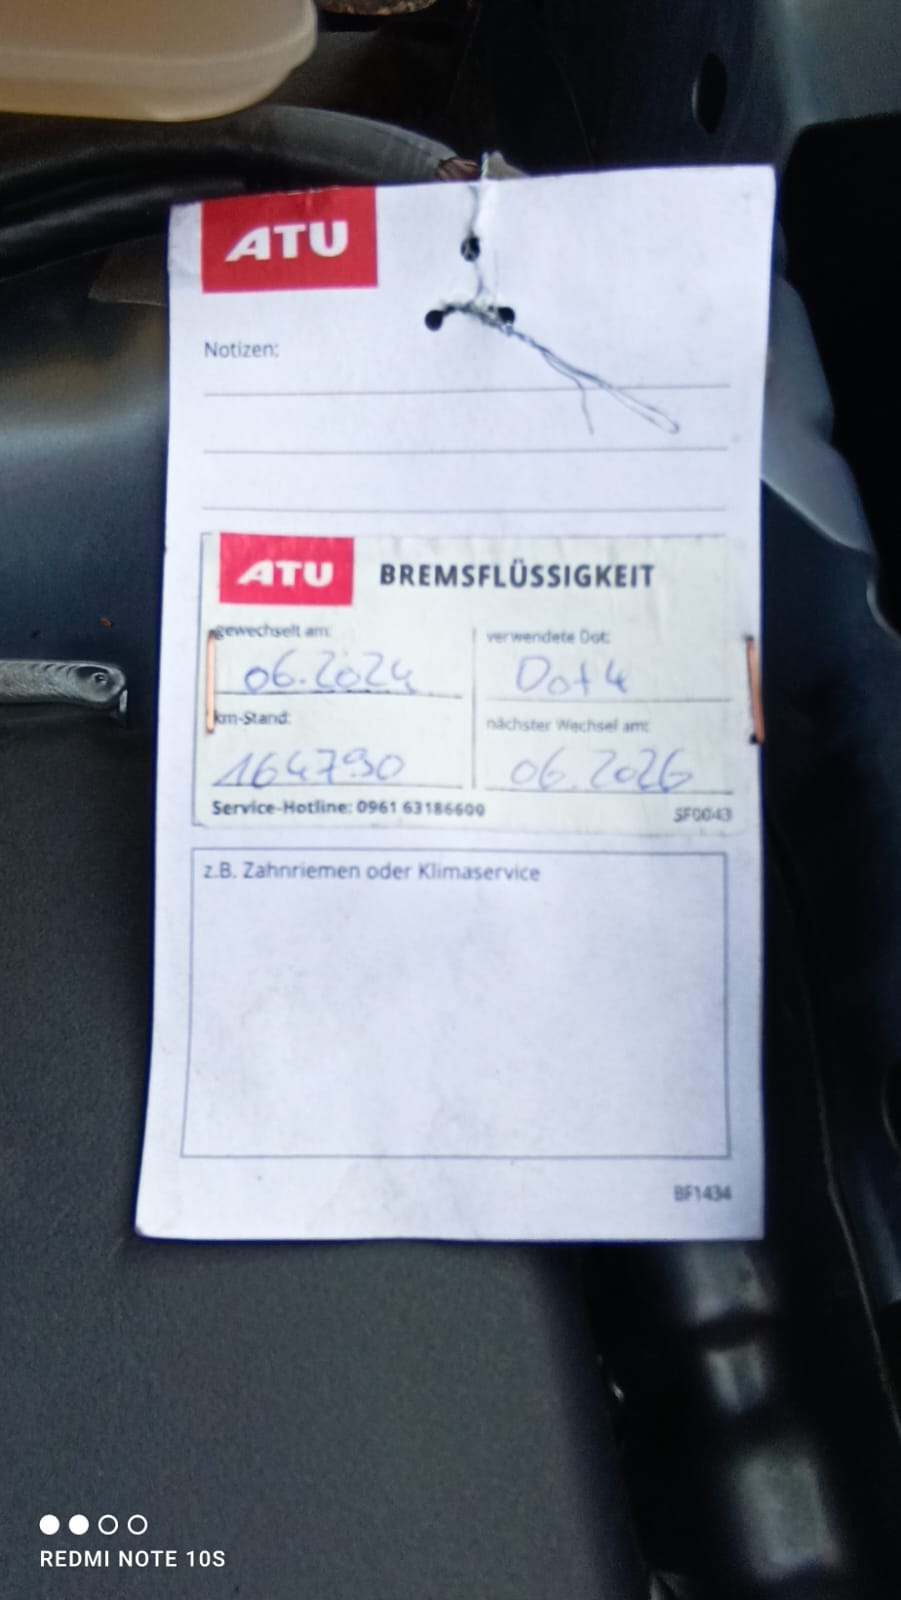 ATU
Notizen:
ATU BREMSFLÜSSIGKEIT
gewechselt am: verwendete Dot:
06.2024 Dot 4
km-Stand: nächster Wechsel am:
164790 06.2026
Service-Hotline: 0961 63186600 SF0043
z.B. Zahnriemen oder Klimaservice
BF1434
REDMI NOTE 10S